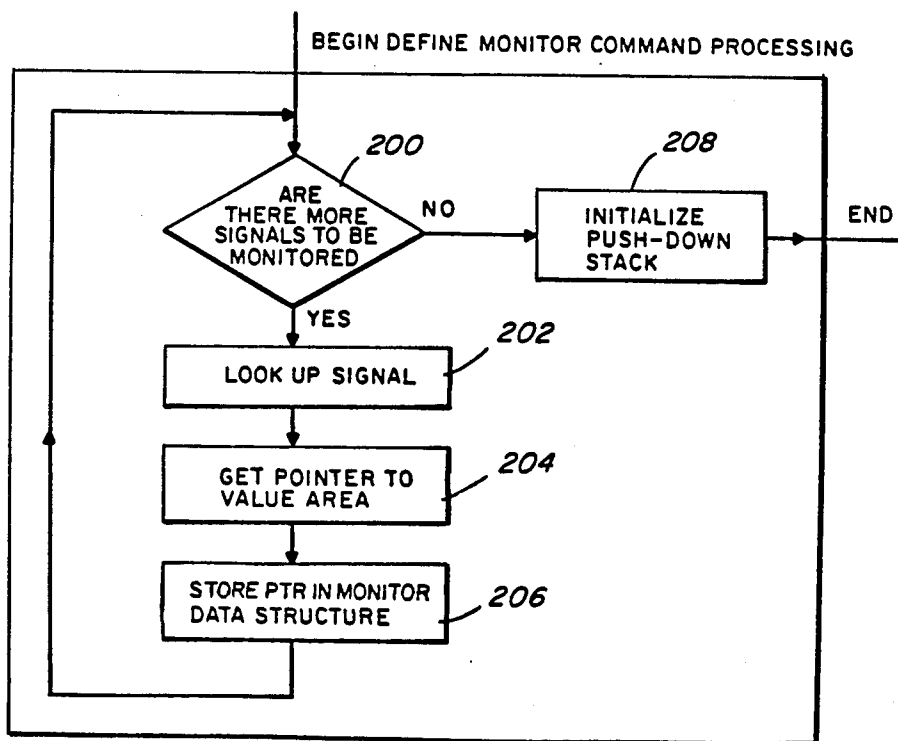 BEGIN DEFINE MONITOR COMMAND PROCESSING
200
ARE
THERE MORE
SIGNALS TO BE
MONITORED
NO
208
INITIALIZE
PUSH-DOWN
STACK
END
YES
202
LOOK UP SIGNAL
204
GET POINTER TO
VALUE AREA
206
STORE PTR IN MONITOR
DATA STRUCTURE